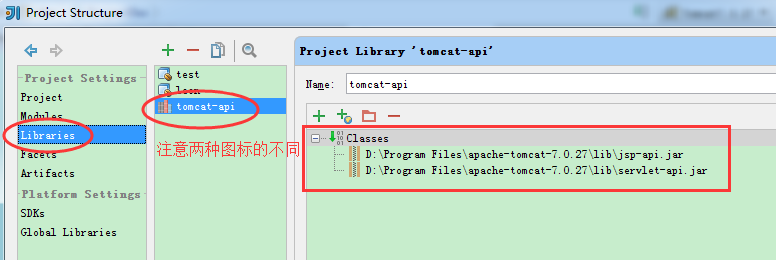 Project Structure
Project Settings
Project
Modules
Libraries
Facets
Artifacts
Platform Settings
SDKs
Global Libraries
test
tomcat-api
注意两种图标的不同
Project Library 'tomcat-api'
Name: tomcat-api
Classes
D:\Program Files\apache-tomcat-7.0.27\lib\jsp-api.jar
D:\Program Files\apache-tomcat-7.0.27\lib\servlet-api.jar